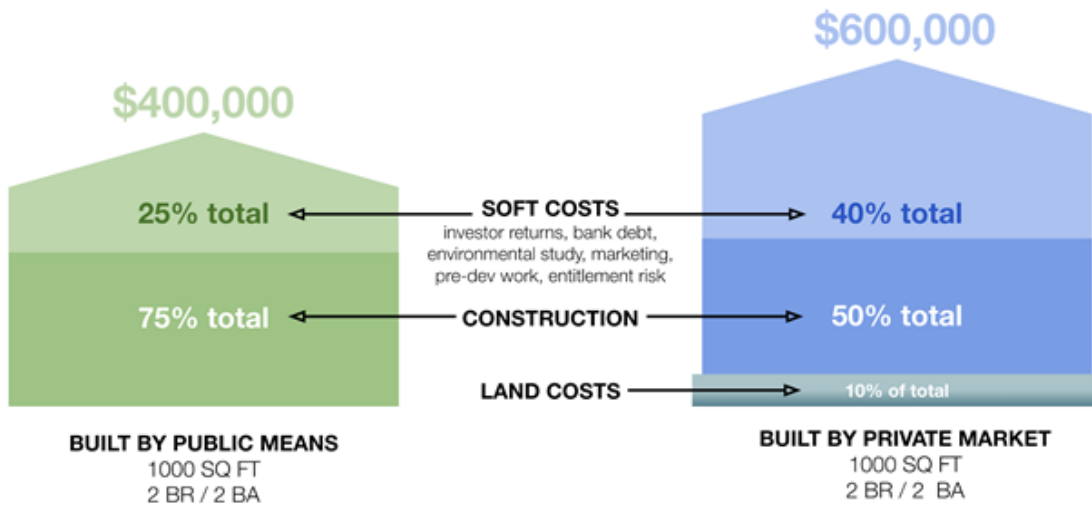 $600,000
$400,000
25% total
SOFT COSTS
investor returns, bank debt,
environmental study, marketing,
pre-dev work, entitlement risk
40% total
75% total
CONSTRUCTION
50% total
LAND COSTS
10% of total
BUILT BY PUBLIC MEANS
1000 SQ FT
2 BR / 2 BA
BUILT BY PRIVATE MARKET
1000 SQ FT
2 BR / 2 BA